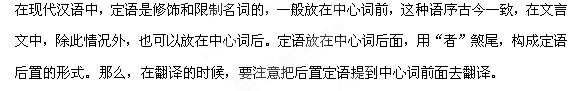 在现代汉语中，定语是修饰和限制名词的，一般放在中心词前，这种语序古今一致，在文言
文中，除此情况外，也可以放在中心词后。定语放在中心词后面，用“者”煞尾，构成定语
后置的形式。那么，在翻译的时候，要注意把后置定语提到中心词前面去翻译。